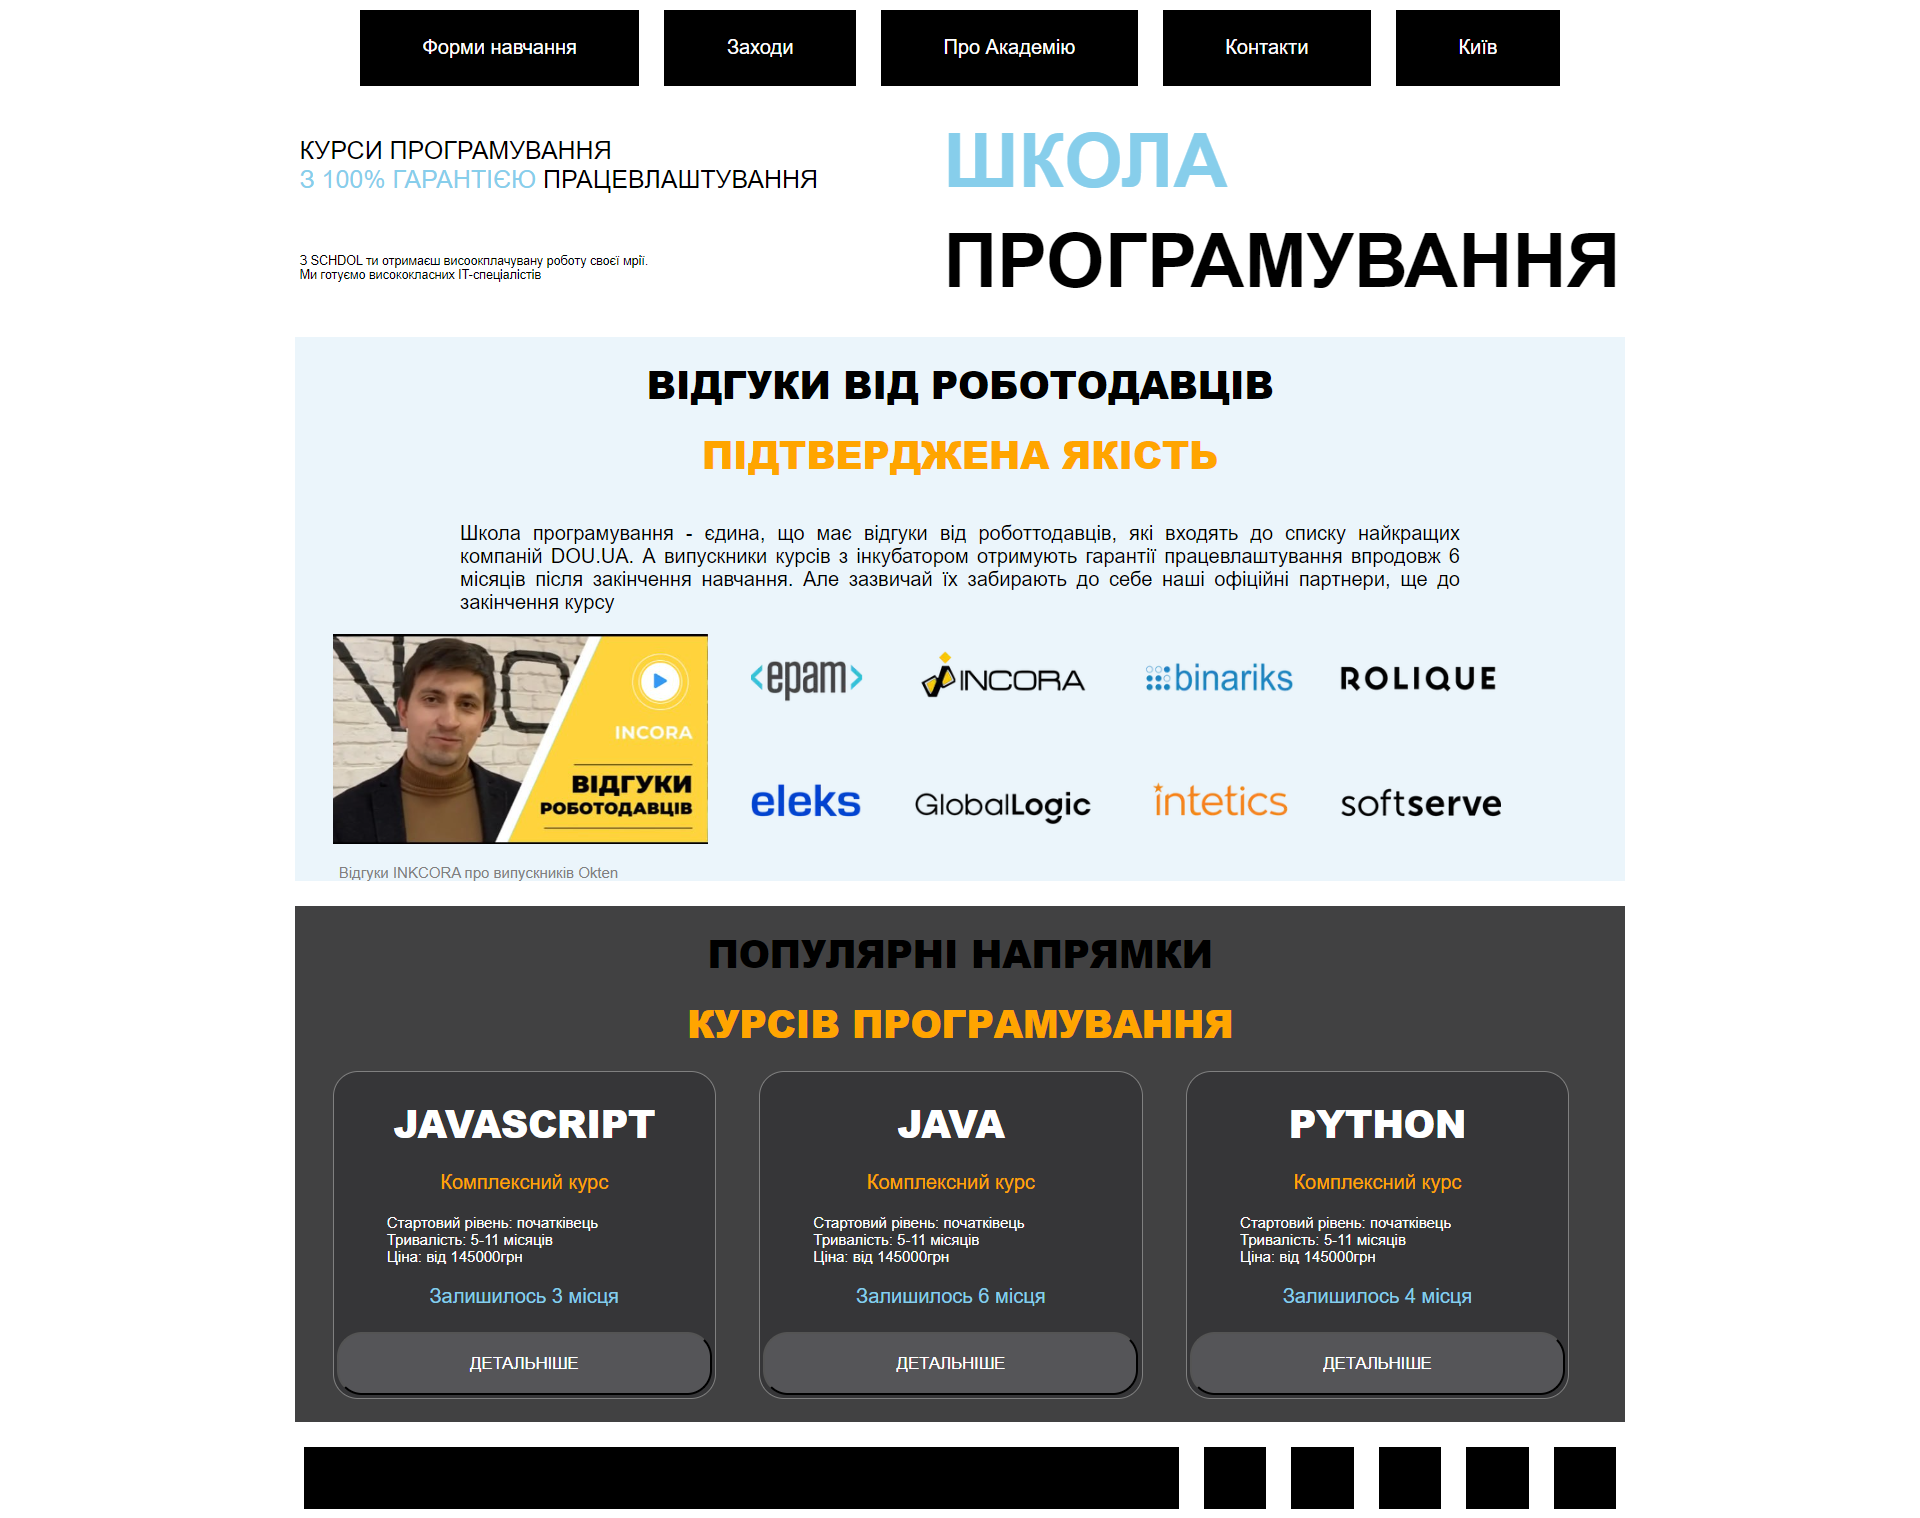 Форми навчання
Заходи
Про Академію
Контакти
Київ
КУРСИ ПРОГРАМУВАННЯ
З 100% ГАРАНТІЄЮ ПРАЦЕВЛАШТУВАННЯ
З SCHDOL ти отримаєш висоокплачувану роботу своєї мрії.
Ми готуємо висококласних ІТ-спеціалістів
ШКОЛА
ПРОГРАМУВАННЯ
ВІДГУКИ ВІД РОБОТОДАВЦІВ
ПІДТВЕРДЖЕНА ЯКІСТЬ
Школа програмування - єдина, що має відгуки від роботтодавців, які входять до списку найкращих
компаній DOU.UA. А випускники курсів з інкубатором отримують гарантії працевлаштування впродовж 6
місяців після закінчення навчання. Але зазвичай їх забирають до себе наші офіційні партнери, ще до
закінчення курсу
INCORA
ВІДГУКИ
РОБОТОДАВЦІВ
<epam>
INCORA
binariks
ROLIQUE
eleks
GlobalLogic
intetics
softserve
Відгуки INKCORA про випускників Okten
ПОПУЛЯРНІ НАПРЯМКИ
КУРСІВ ПРОГРАМУВАННЯ
JAVASCRIPT
Комплексний курс
Стартовий рівень: початківець
Тривалість: 5-11 місяців
Ціна: від 145000грн
Залишилось 3 місця
ДЕТАЛЬНІШЕ
JAVA
Комплексний курс
Стартовий рівень: початківець
Тривалість: 5-11 місяців
Ціна: від 145000грн
Залишилось 6 місця
ДЕТАЛЬНІШЕ
PYTHON
Комплексний курс
Стартовий рівень: початківець
Тривалість: 5-11 місяців
Ціна: від 145000грн
Залишилось 4 місця
ДЕТАЛЬНІШЕ